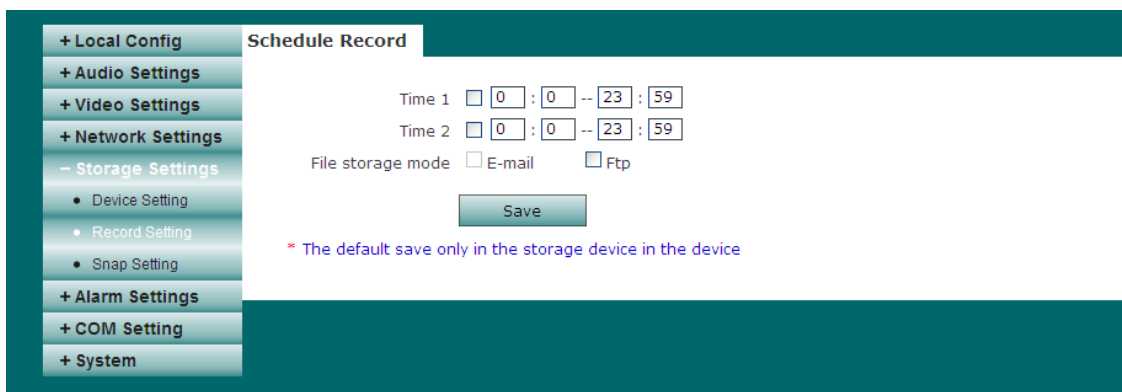 + Local Config
+ Audio Settings
+ Video Settings
+ Network Settings
− Storage Settings
• Device Setting
• Record Setting
• Snap Setting
+ Alarm Settings
+ COM Setting
+ System
Schedule Record
Time 1 0 : 0 -- 23 : 59
Time 2 0 : 0 -- 23 : 59
File storage mode E-mail Ftp
Save
* The default save only in the storage device in the device